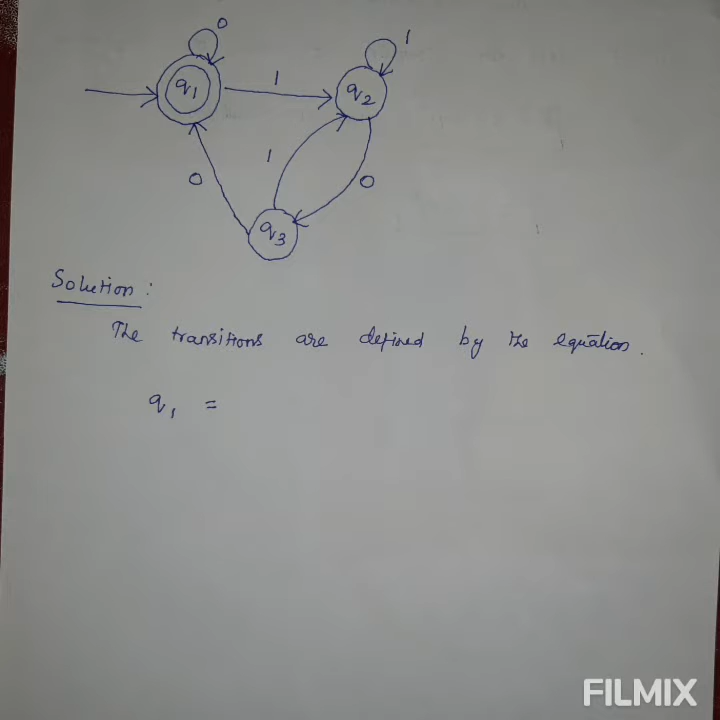 0
1
q1
1
q2
1
0
0
q3
Solution:
The transitions are defined by the equation.
q1 =
FILMIX